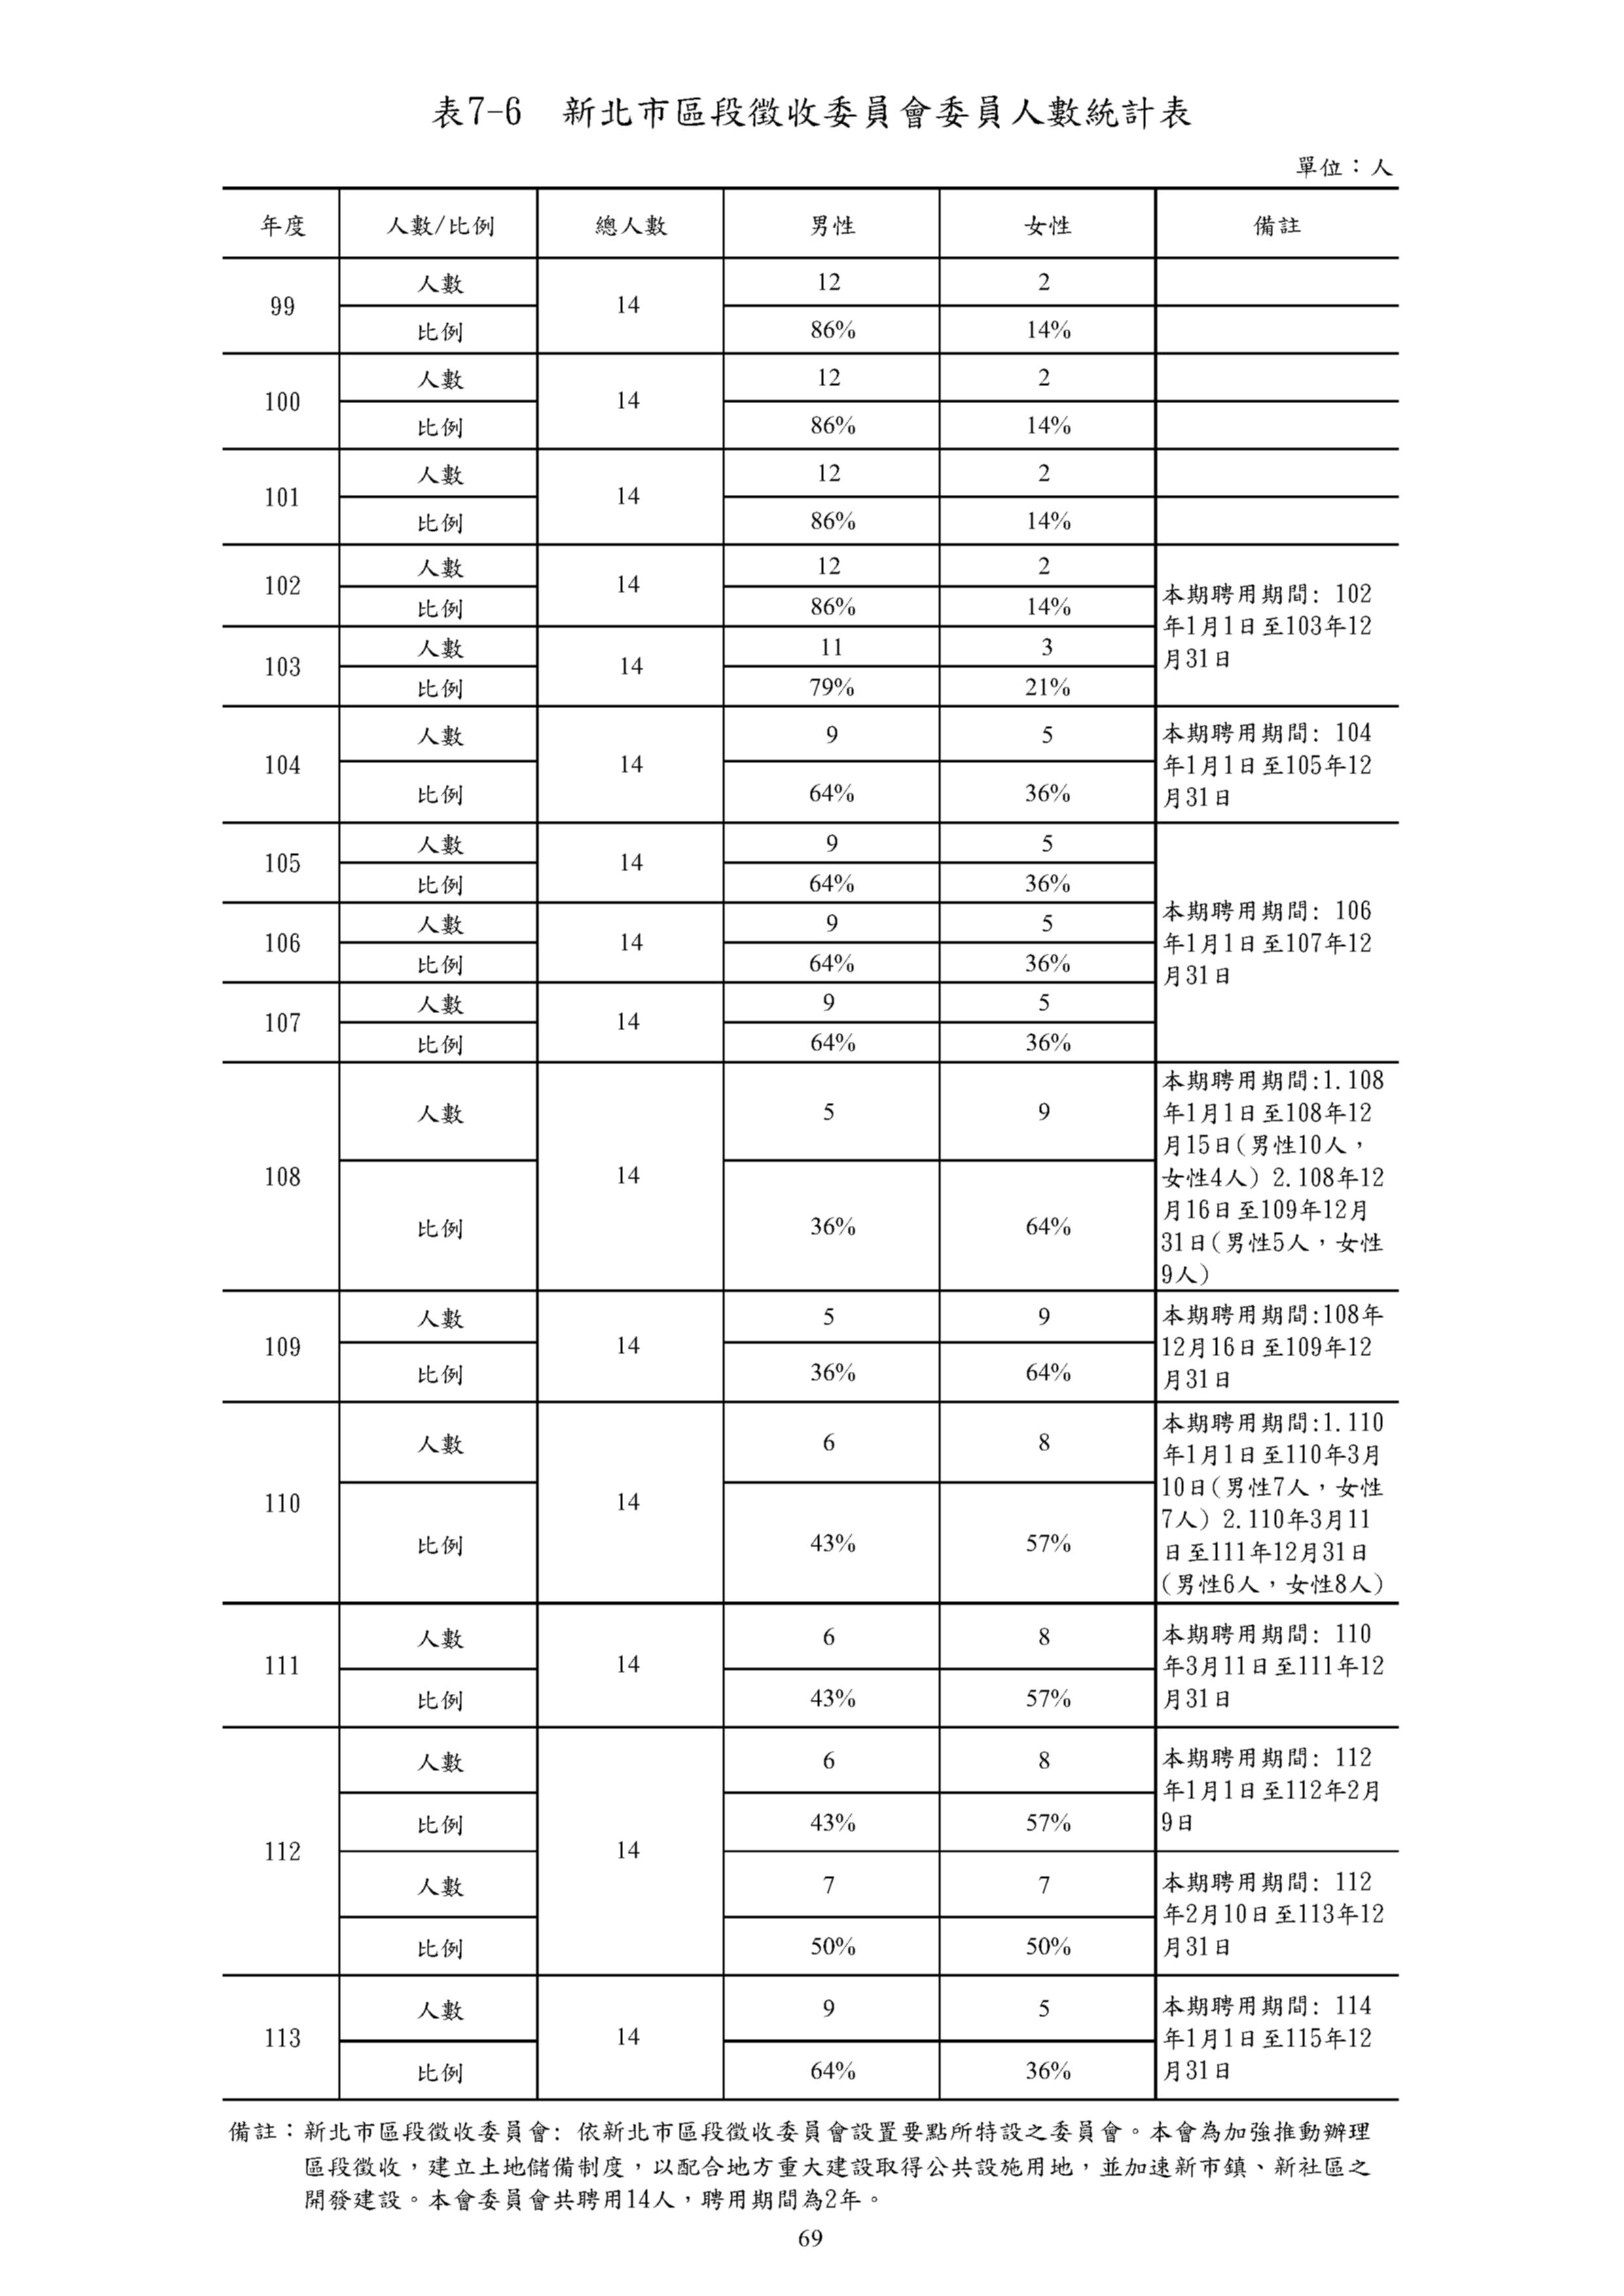 表7-6　新北市區段徵收委員會委員人數統計表
單位：人
年度 人數/比例 總人數 男性 女性 備註
99 人數 14 12 2
比例 86% 14%
100 人數 14 12 2
比例 86% 14%
101 人數 14 12 2
比例 86% 14%
102 人數 14 12 2
比例 86% 14%
103 人數 14 11 3
比例 79% 21%
本期聘用期間: 102
年1月1日至103年12
月31日
104 人數 14 9 5
比例 64% 36%
本期聘用期間: 104
年1月1日至105年12
月31日
105 人數 14 9 5
比例 64% 36%
106 人數 14 9 5
比例 64% 36%
107 人數 14 9 5
比例 64% 36%
本期聘用期間: 106
年1月1日至107年12
月31日
108 人數 14 5 9
比例 36% 64%
本期聘用期間:1.108
年1月1日至108年12
月15日(男性10人，
女性4人) 2.108年12
月16日至109年12月
31日(男性5人，女性
9人)
109 人數 14 5 9
比例 36% 64%
本期聘用期間:108年
12月16日至109年12
月31日
110 人數 14 6 8
比例 43% 57%
本期聘用期間:1.110
年1月1日至110年3月
10日(男性7人，女性
7人) 2.110年3月11
日至111年12月31日
(男性6人，女性8人)
111 人數 14 6 8
比例 43% 57%
本期聘用期間: 110
年3月11日至111年12
月31日
112 人數 14 6 8
比例 43% 57%
本期聘用期間: 112
年1月1日至112年2月
9日
人數 7 7
比例 50% 50%
本期聘用期間: 112
年2月10日至113年12
月31日
113 人數 14 9 5
比例 64% 36%
本期聘用期間: 114
年1月1日至115年12
月31日
備註：新北市區段徵收委員會: 依新北市區段徵收委員會設置要點所特設之委員會。本會為加強推動辦理
區段徵收，建立土地儲備制度，以配合地方重大建設取得公共設施用地，並加速新市鎮、新社區之
開發建設。本會委員會共聘用14人，聘用期間為2年。
69